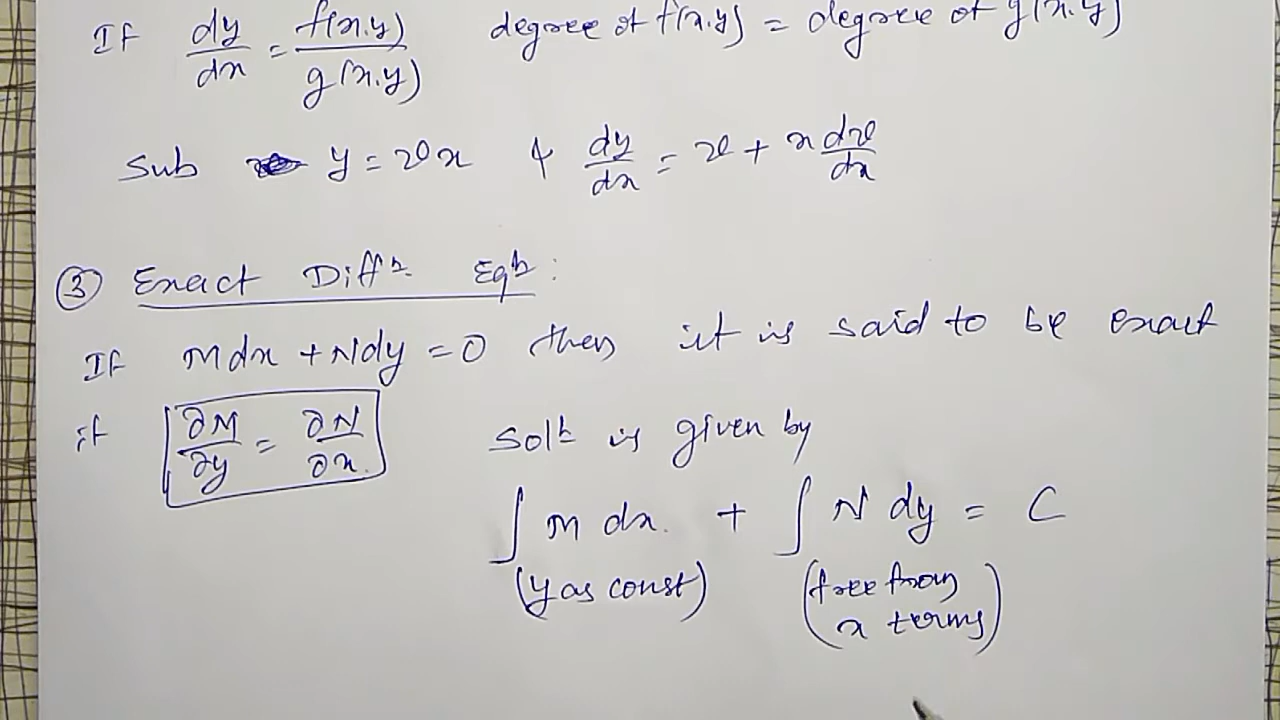 If dy/dx = f(x.y)/g(x.y) degree of f(x.y) = degree of g(x.y)
Sub y = vx & dy/dx = v + x dv/dx
③ Exact Diffⁿ. Eqⁿ:
If Mdx + Ndy = 0 then it is said to be exact
if ∂M/∂y = ∂N/∂x. Solⁿ is given by
∫ M dx. + ∫ N dy = C
(y as const) (free from
x terms)